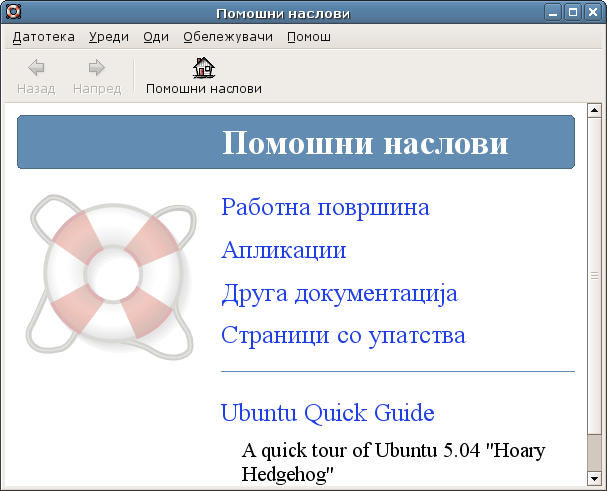 Помошни наслови
Датотека Уреди Оди Обележувачи Помош
Назад Напред Помошни наслови
Помошни наслови
Работна површина
Апликации
Друга документација
Страници со упатства
Ubuntu Quick Guide
A quick tour of Ubuntu 5.04 "Hoary
Hedgehog"